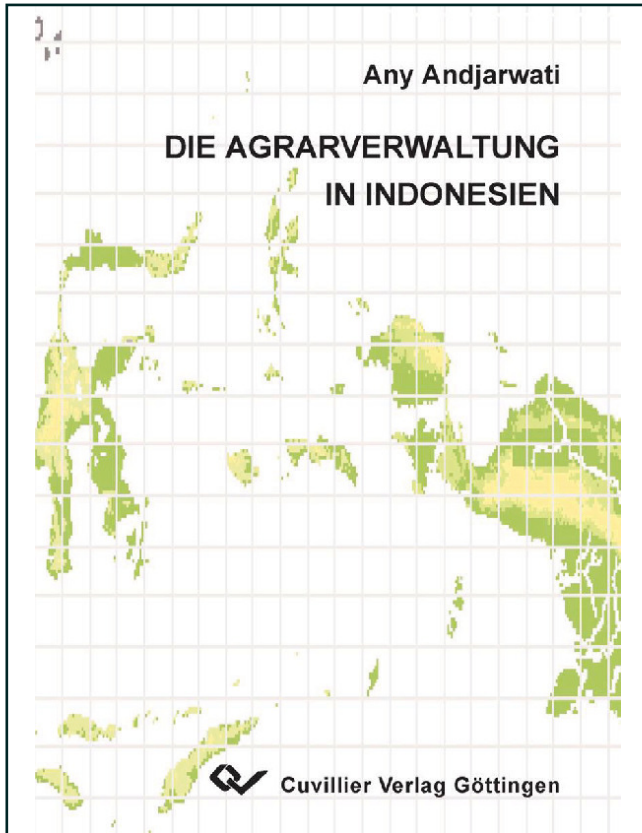 Any Andjarwati
DIE AGRARVERWALTUNG
IN INDONESIEN
Cuvillier Verlag Göttingen